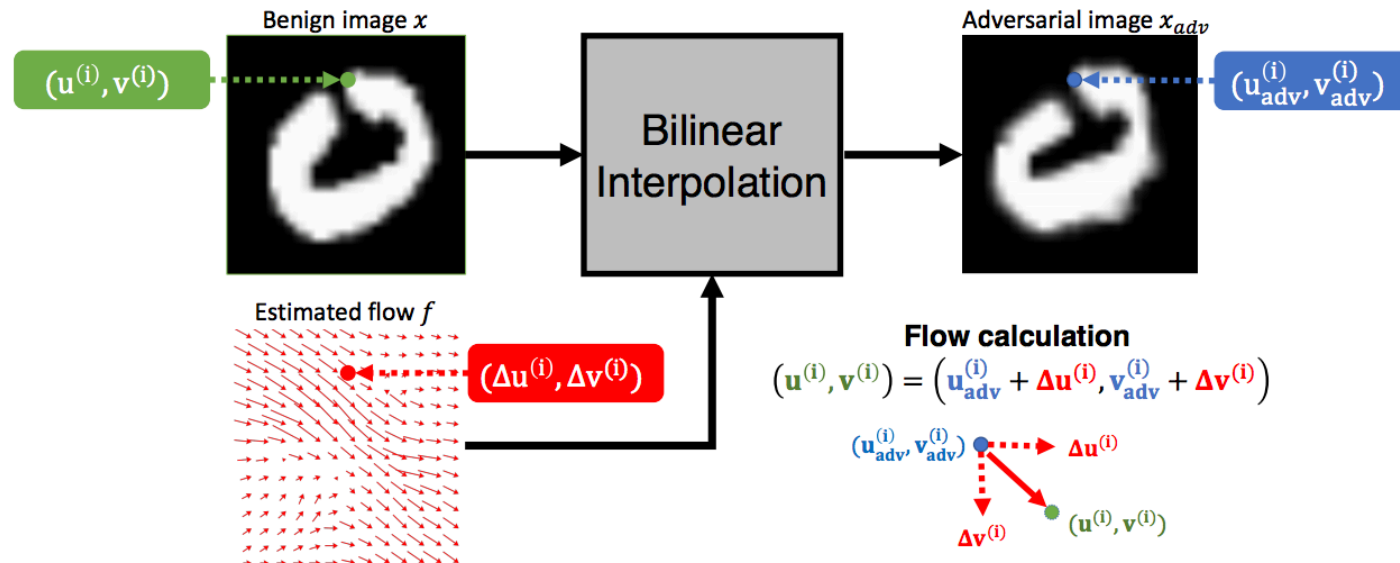 Benign image x
Adversarial image x_adv
(u^(i), v^(i))
(u_adv^(i), v_adv^(i))
Bilinear
Interpolation
Estimated flow f
(Δu^(i), Δv^(i))
Flow calculation
(u^(i), v^(i)) = (u_adv^(i) + Δu^(i), v_adv^(i) + Δv^(i))
(u_adv^(i), v_adv^(i))
Δu^(i)
(u^(i), v^(i))
Δv^(i)